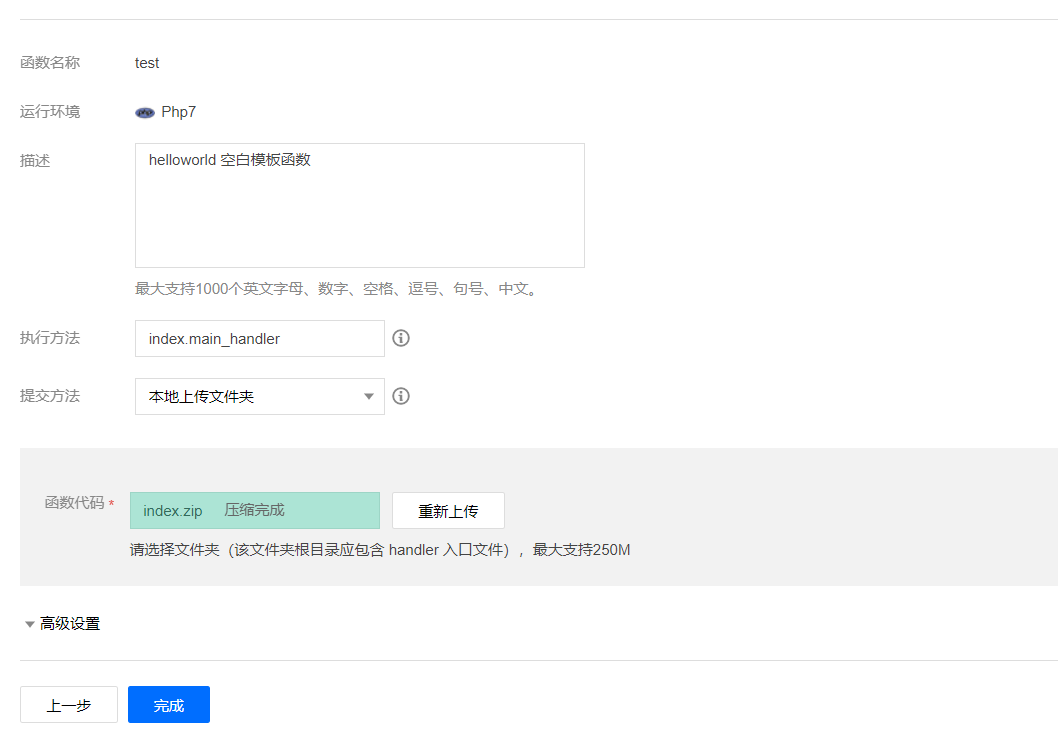 函数名称 test
运行环境 php Php7
描述 helloworld 空白模板函数
最大支持1000个英文字母、数字、空格、逗号、句号、中文。
执行方法 index.main_handler
提交方法 本地上传文件夹
函数代码 * index.zip 压缩完成 重新上传
请选择文件夹（该文件夹根目录应包含 handler 入口文件），最大支持250M
高级设置
上一步 完成